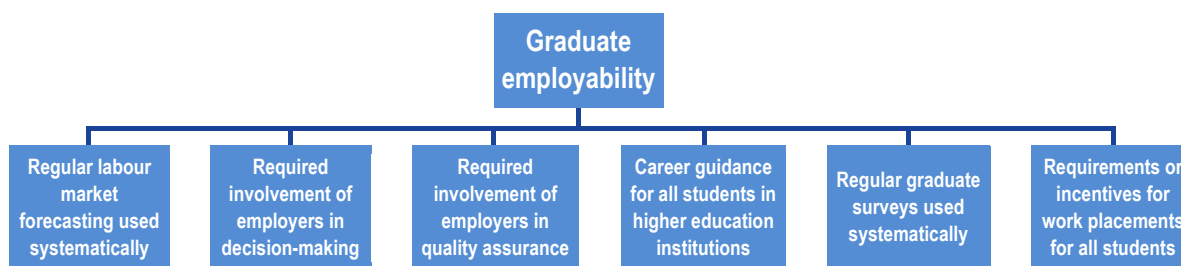 Graduate
employability
Regular labour
market
forecasting used
systematically
Required
involvement of
employers in
decision-making
Required
involvement of
employers in
quality assurance
Career guidance
for all students in
higher education
institutions
Regular graduate
surveys used
systematically
Requirements or
incentives for
work placements
for all students